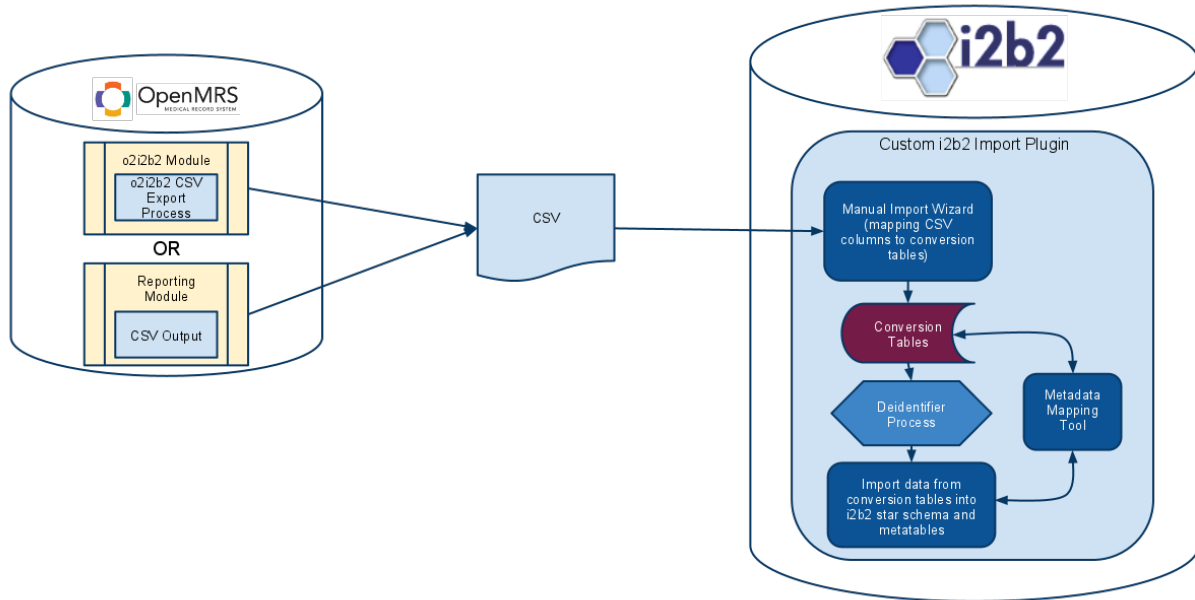 OpenMRS
MEDICAL RECORD SYSTEM
o2i2b2 Module
o2i2b2 CSV
Export
Process
OR
Reporting
Module
CSV Output
CSV
i2b2
Custom i2b2 Import Plugin
Manual Import Wizard
(mapping CSV
columns to conversion
tables)
Conversion
Tables
Deidentifier
Process
Metadata
Mapping
Tool
Import data from
conversion tables into
i2b2 star schema and
metatables